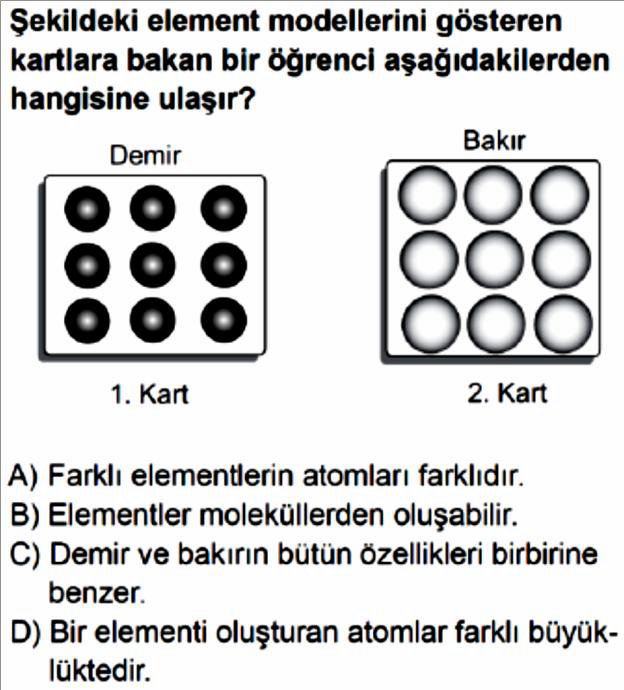 Şekildeki element modellerini gösteren
kartlara bakan bir öğrenci aşağıdakilerden
hangisine ulaşır?
Demir
Bakır
1. Kart
2. Kart
A) Farklı elementlerin atomları farklıdır.
B) Elementler moleküllerden oluşabilir.
C) Demir ve bakırın bütün özellikleri birbirine
benzer.
D) Bir elementi oluşturan atomlar farklı büyük-
lüktedir.